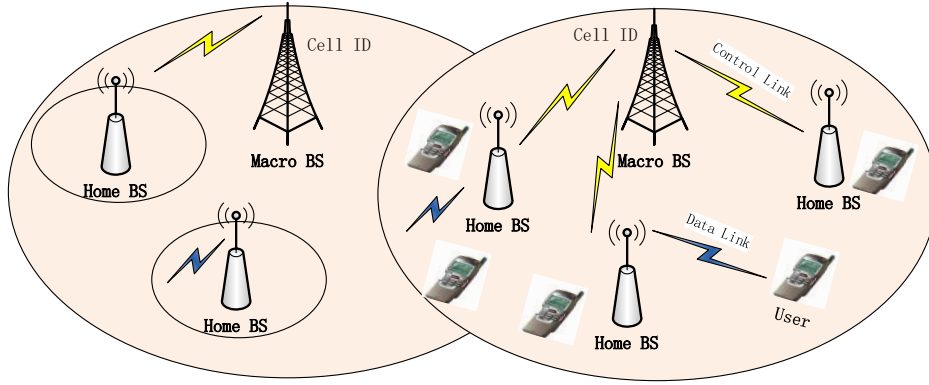 Cell ID
Macro BS
Home BS
Home BS
Cell ID
Control Link
Macro BS
Home BS
Home BS
Data Link
User
Home BS